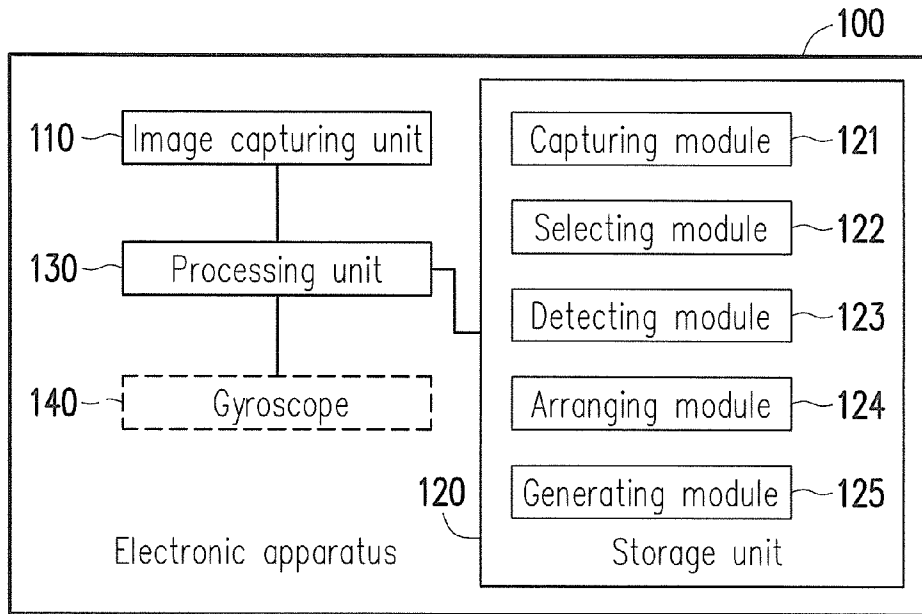 100
110 Image capturing unit
130 Processing unit
140 Gyroscope
Electronic apparatus
Capturing module 121
Selecting module 122
Detecting module 123
Arranging module 124
Generating module 125
120
Storage unit